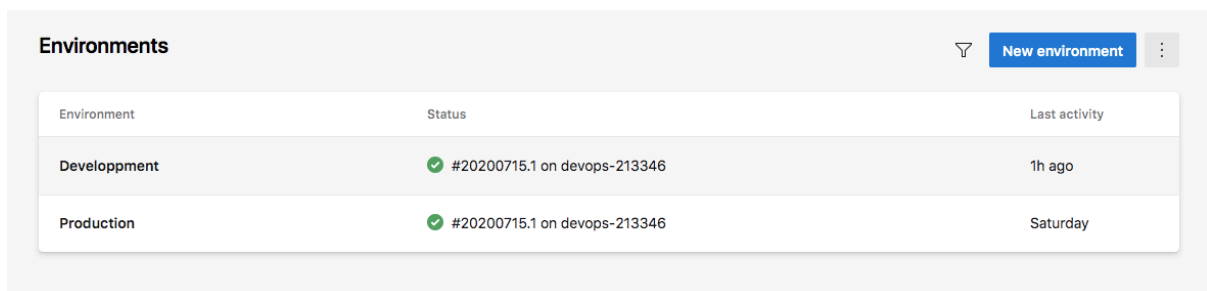 Environments
New environment
Environment Status Last activity
Developpment #20200715.1 on devops-213346 1h ago
Production #20200715.1 on devops-213346 Saturday